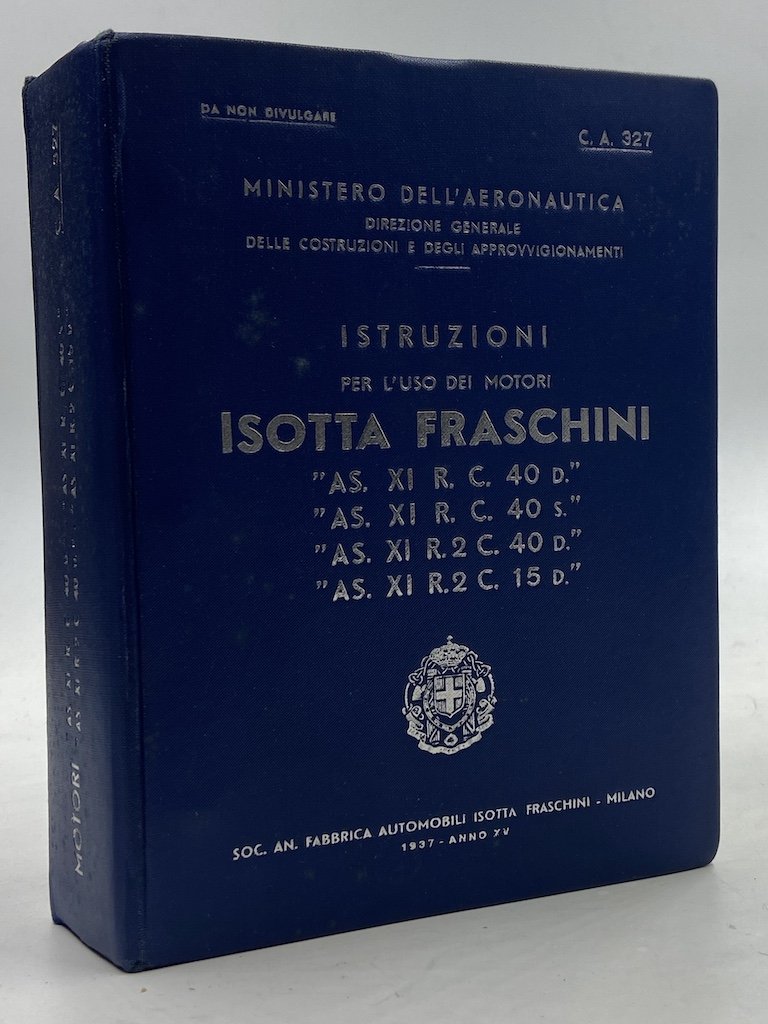 DA NON DIVULGARE
C. A. 327
MINISTERO DELL'AERONAUTICA
DIREZIONE GENERALE
DELLE COSTRUZIONI E DEGLI APPROVVIGIONAMENTI
ISTRUZIONI
PER L'USO DEI MOTORI
ISOTTA FRASCHINI
"AS. XI R. C. 40 D."
"AS. XI R. C. 40 S."
"AS. XI R.2 C. 40 D."
"AS. XI R.2 C. 15 D."
SOC. AN. FABBRICA AUTOMOBILI ISOTTA FRASCHINI - MILANO
1937 - ANNO XV
MOTORI
C. A. 327